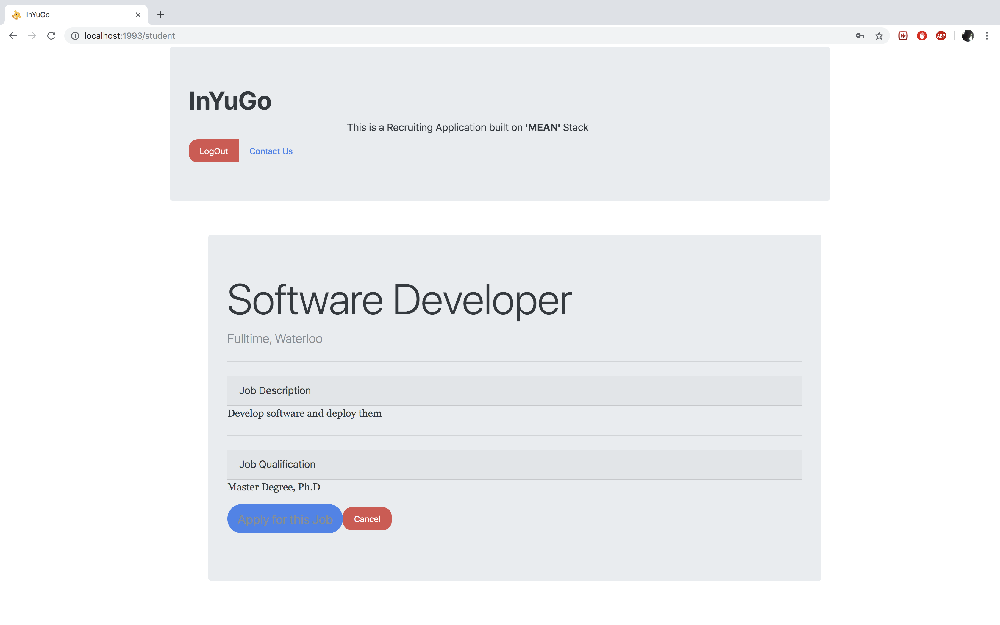 InYuGo
localhost:1993/student
ABP
InYuGo
This is a Recruiting Application built on 'MEAN' Stack
LogOut Contact Us
Software Developer
Fulltime, Waterloo
Job Description
Develop software and deploy them
Job Qualification
Master Degree, Ph.D
Apply for this Job Cancel